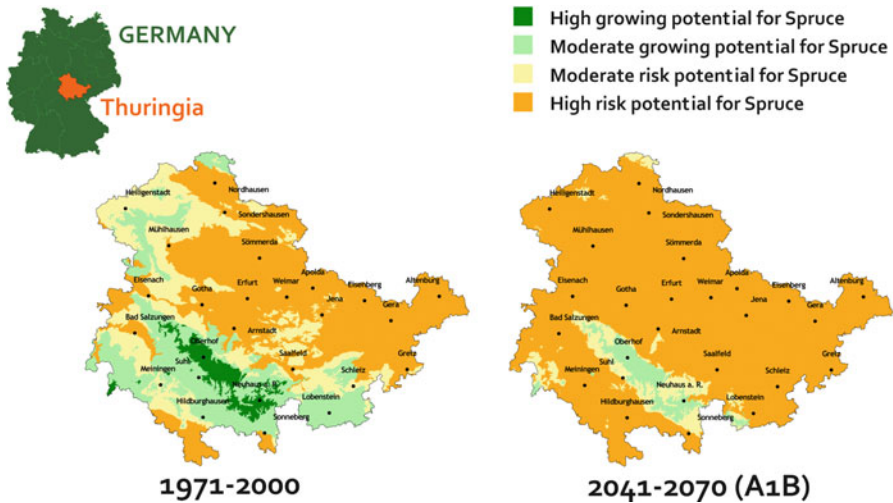 GERMANY
Thuringia
High growing potential for Spruce
Moderate growing potential for Spruce
Moderate risk potential for Spruce
High risk potential for Spruce
Heiligenstadt
Nordhausen
Sondershausen
Mühlhausen
Sömmerda
Eisenach
Gotha
Erfurt
Weimar
Apolda
Jena
Eisenberg
Altenburg
Gera
Bad Salzungen
Arnstadt
Oberhof
Suhl
Saalfeld
Greiz
Meiningen
Neuhaus a. R.
Schleiz
Hildburghausen
Lobenstein
Sonneberg
1971-2000
Heiligenstadt
Nordhausen
Sondershausen
Mühlhausen
Sömmerda
Eisenach
Gotha
Erfurt
Weimar
Apolda
Jena
Eisenberg
Altenburg
Gera
Bad Salzungen
Arnstadt
Oberhof
Suhl
Saalfeld
Greiz
Meiningen
Neuhaus a. R.
Schleiz
Hildburghausen
Lobenstein
Sonneberg
2041-2070 (A1B)